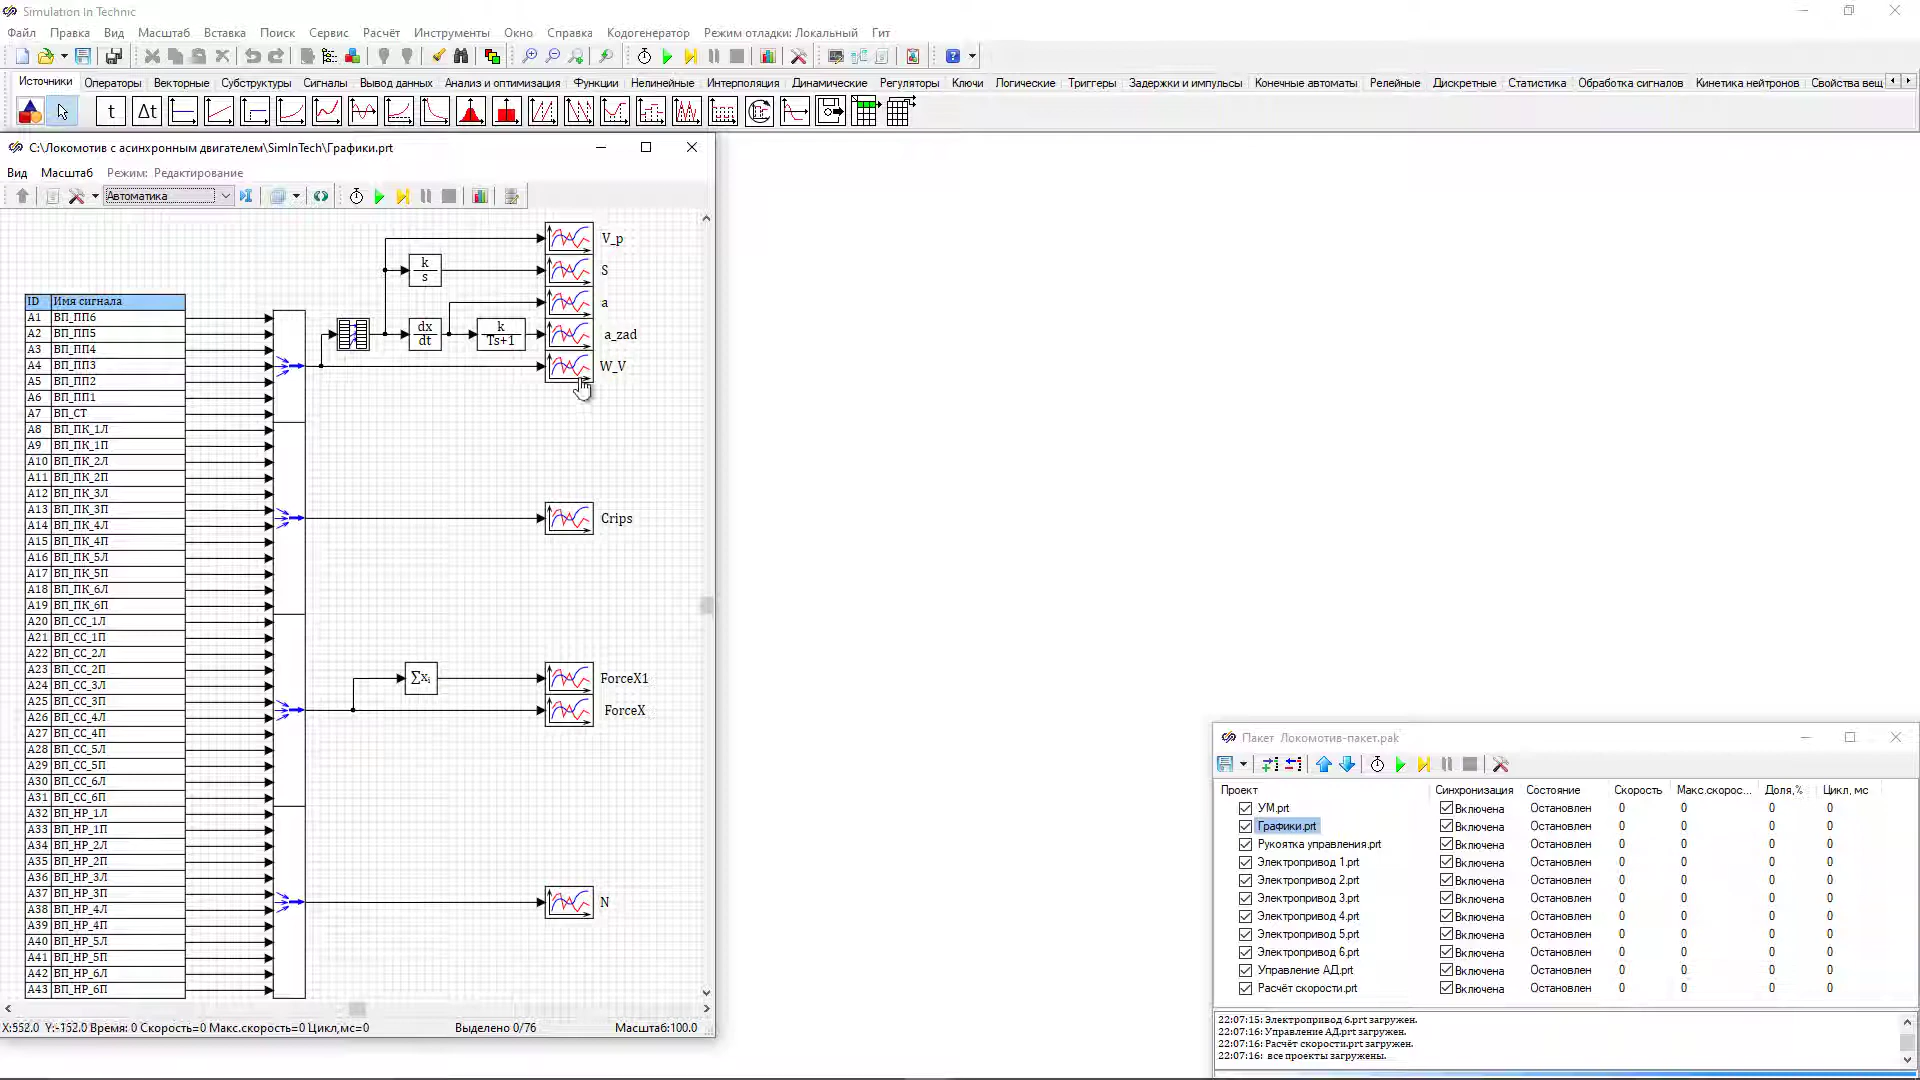 Simulation In Technic
Файл Правка Вид Масштаб Вставка Поиск Сервис Расчёт Инструменты Окно Справка Кодогенератор Режим отладки: Локальный Гит
Источники Операторы Векторные Субструктуры Сигналы Вывод данных Анализ и оптимизация Функции Нелинейные Интерполяция Динамические Регуляторы Ключи Логические Триггеры Задержки и импульсы Конечные автоматы Релейные Дискретные Статистика Обработка сигналов Кинетика нейтронов Свойства вещ
t Δt
C:\Локомотив с асинхронным двигателем\SimInTech\Графики.prt
Вид Масштаб Режим: Редактирование
Автоматика
V_p
k
s
S
a
dx
dt
k
Ts+1
a_zad
W_V
ID Имя сигнала
A1 ВП_ПП6
A2 ВП_ПП5
A3 ВП_ПП4
A4 ВП_ПП3
A5 ВП_ПП2
A6 ВП_ПП1
A7 ВП_СТ
A8 ВП_ПК_1Л
A9 ВП_ПК_1П
A10 ВП_ПК_2Л
A11 ВП_ПК_2П
A12 ВП_ПК_3Л
A13 ВП_ПК_3П
A14 ВП_ПК_4Л
A15 ВП_ПК_4П
A16 ВП_ПК_5Л
A17 ВП_ПК_5П
A18 ВП_ПК_6Л
A19 ВП_ПК_6П
A20 ВП_СС_1Л
A21 ВП_СС_1П
A22 ВП_СС_2Л
A23 ВП_СС_2П
A24 ВП_СС_3Л
A25 ВП_СС_3П
A26 ВП_СС_4Л
A27 ВП_СС_4П
A28 ВП_СС_5Л
A29 ВП_СС_5П
A30 ВП_СС_6Л
A31 ВП_СС_6П
A32 ВП_НР_1Л
A33 ВП_НР_1П
A34 ВП_НР_2Л
A35 ВП_НР_2П
A36 ВП_НР_3Л
A37 ВП_НР_3П
A38 ВП_НР_4Л
A39 ВП_НР_4П
A40 ВП_НР_5Л
A41 ВП_НР_5П
A42 ВП_НР_6Л
A43 ВП_НР_6П
Crips
∑xᵢ
ForceX1
ForceX
N
X:552.0 Y:-152.0 Время: 0 Скорость=0 Макс.скорость=0 Цикл,мс=0 Выделено 0/76 Масштаб:100.0
Пакет Локомотив-пакет.pak
Проект Синхронизация Состояние Скорость Макс.скорос... Доля,% Цикл, мс
УМ.prt Включена Остановлен 0 0 0 0
Графики.prt Включена Остановлен 0 0 0 0
Рукоятка управления.prt Включена Остановлен 0 0 0 0
Электропривод 1.prt Включена Остановлен 0 0 0 0
Электропривод 2.prt Включена Остановлен 0 0 0 0
Электропривод 3.prt Включена Остановлен 0 0 0 0
Электропривод 4.prt Включена Остановлен 0 0 0 0
Электропривод 5.prt Включена Остановлен 0 0 0 0
Электропривод 6.prt Включена Остановлен 0 0 0 0
Управление АД.prt Включена Остановлен 0 0 0 0
Расчёт скорости.prt Включена Остановлен 0 0 0 0
22:07:15: Электропривод 6.prt загружен.
22:07:16: Управление АД.prt загружен.
22:07:16: Расчёт скорости.prt загружен.
22:07:16: все проекты загружены.